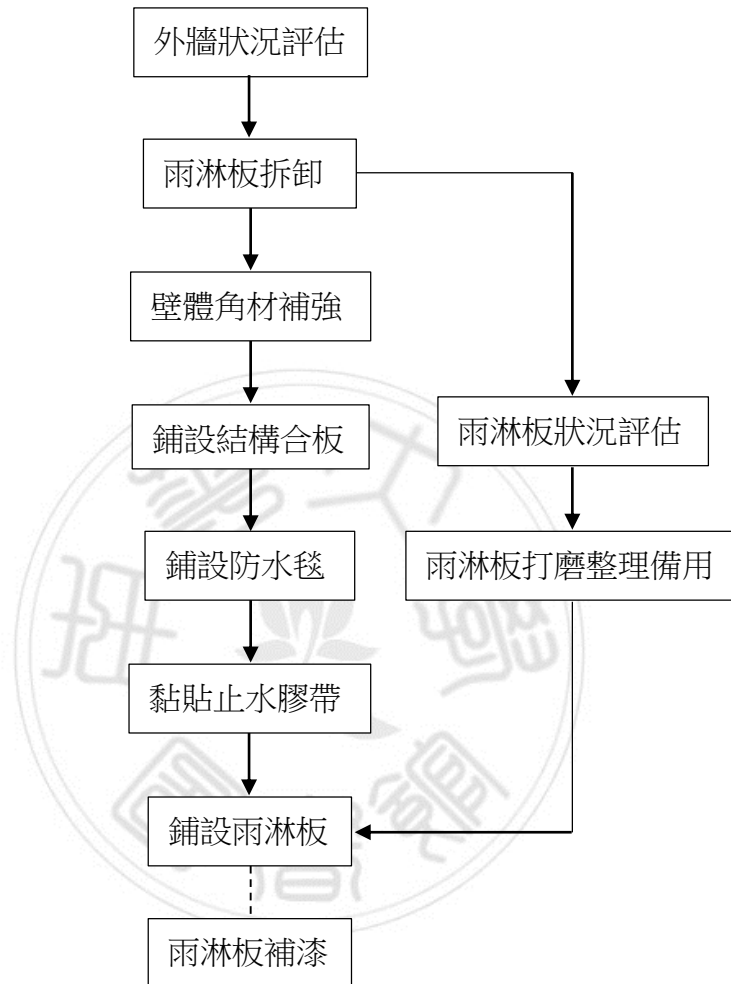 外牆狀況評估
雨淋板拆卸
壁體角材補強
鋪設結構合板
雨淋板狀況評估
鋪設防水毯
雨淋板打磨整理備用
黏貼止水膠帶
鋪設雨淋板
雨淋板補漆